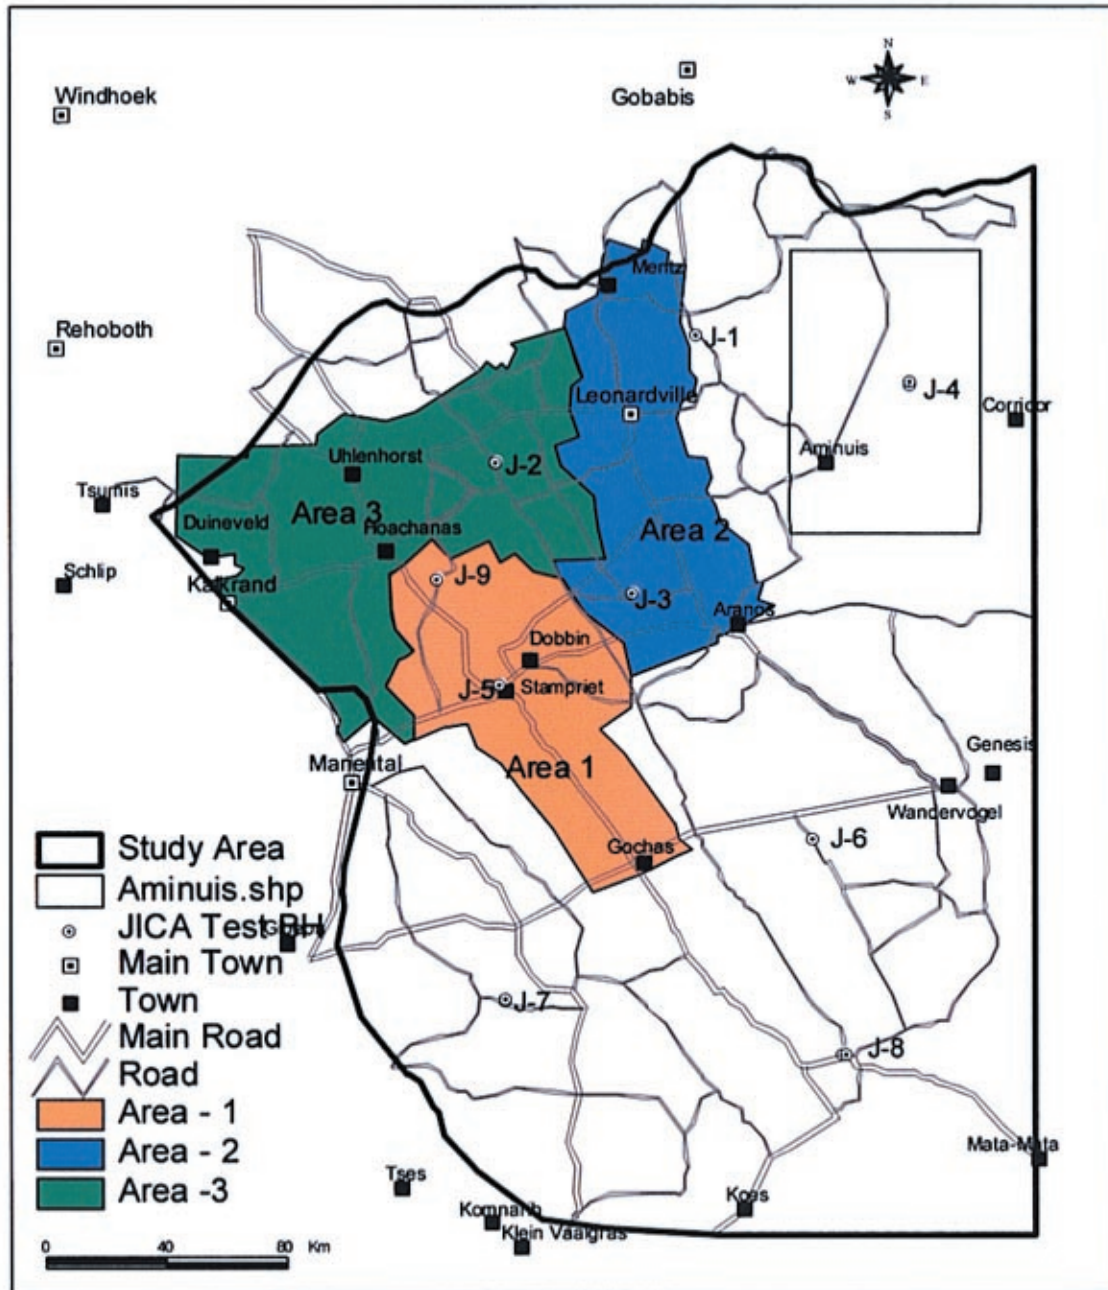 N
W E
S
Windhoek
Gobabis
Meritz
Rehoboth
J-1
J-4
Leonardville
Corridor
Uhlenhorst
J-2
Aminuis
Tsumis
Area 3
Duineveld
Hoachanas
Area 2
Schlip
Kalkrand
J-9
J-3
Aranos
Dobbin
J-5
Stampriet
Mariental
Area 1
Genesis
Wandervogel
J-6
Gochas
Study Area
Aminuis.shp
JICA Test BH
Main Town
Town
J-7
Main Road
J-8
Road
Area - 1
Area - 2
Mata-Mata
Area -3
Tses
Koes
Klein Vaalgras
0 40 80 Km